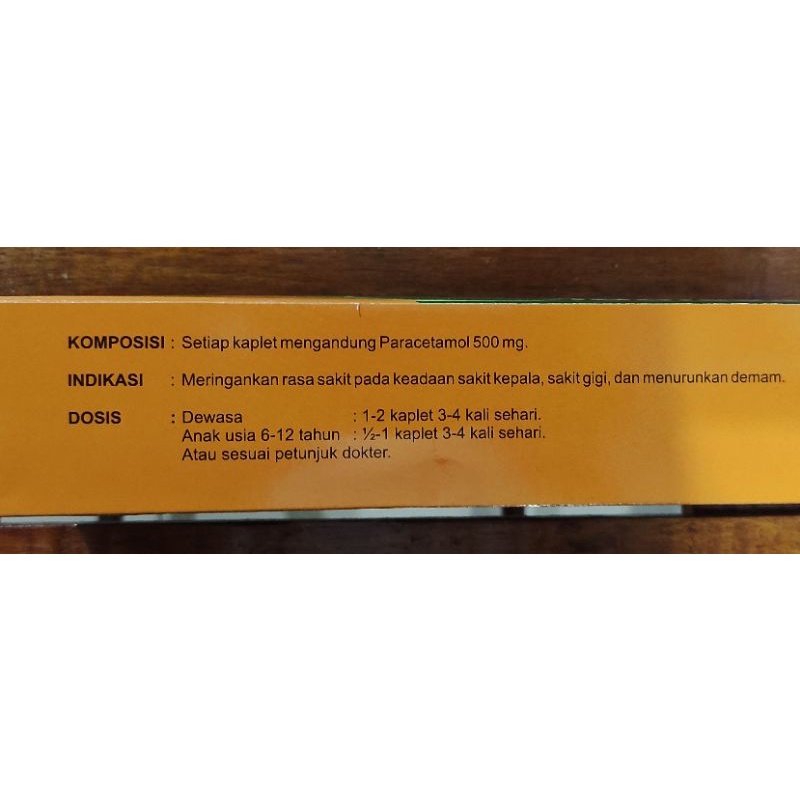 KOMPOSISI : Setiap kaplet mengandung Paracetamol 500 mg.
INDIKASI : Meringankan rasa sakit pada keadaan sakit kepala, sakit gigi, dan menurunkan demam.
DOSIS : Dewasa : 1-2 kaplet 3-4 kali sehari.
Anak usia 6-12 tahun : ½-1 kaplet 3-4 kali sehari.
Atau sesuai petunjuk dokter.